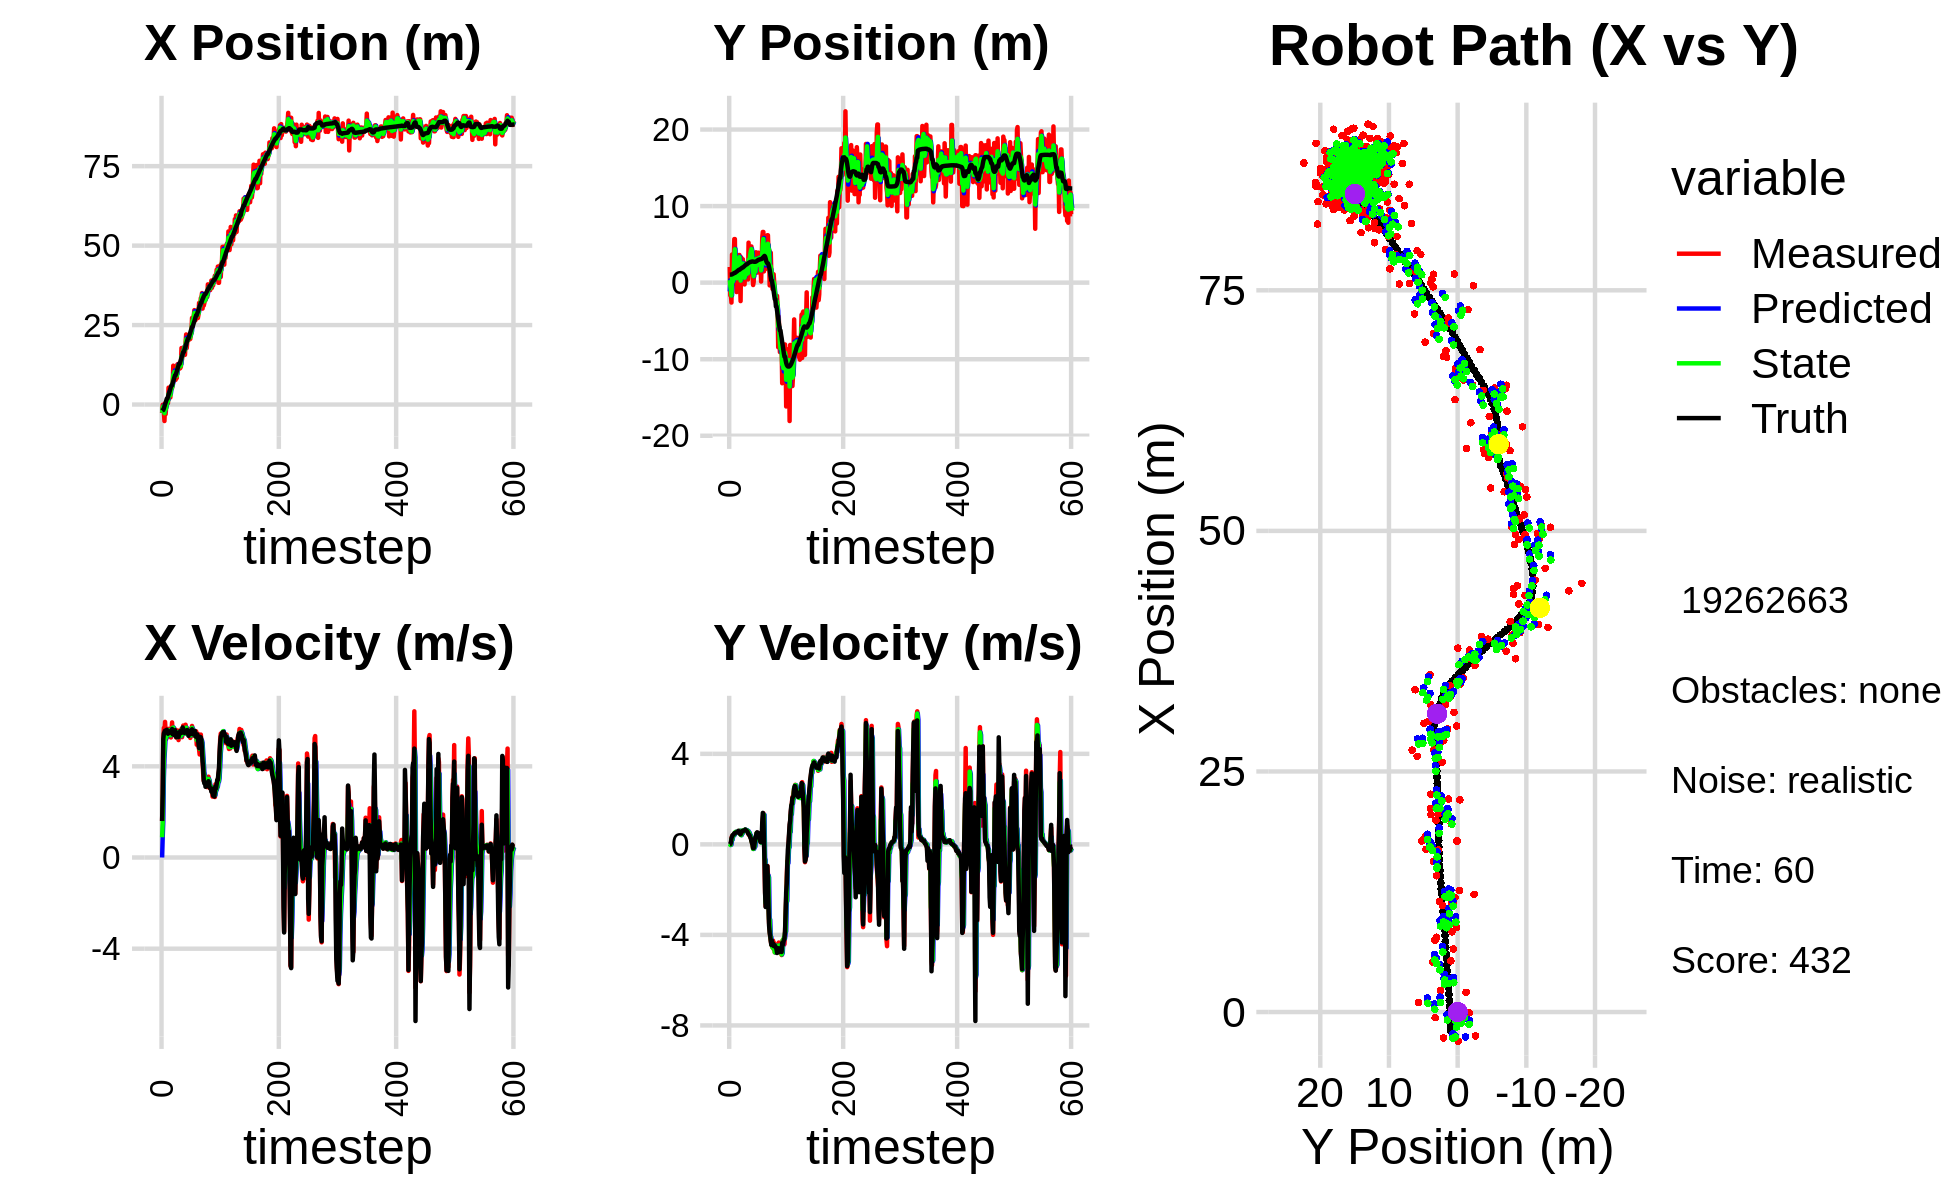 X Position (m)
75
50
25
0
0 200 400 600
timestep
Y Position (m)
20
10
0
-10
-20
0 200 400 600
timestep
X Velocity (m/s)
4
0
-4
0 200 400 600
timestep
Y Velocity (m/s)
4
0
-4
-8
0 200 400 600
timestep
Robot Path (X vs Y)
X Position (m)
75
50
25
0
20 10 0 -10 -20
Y Position (m)
variable
Measured
Predicted
State
Truth
19262663
Obstacles: none
Noise: realistic
Time: 60
Score: 432